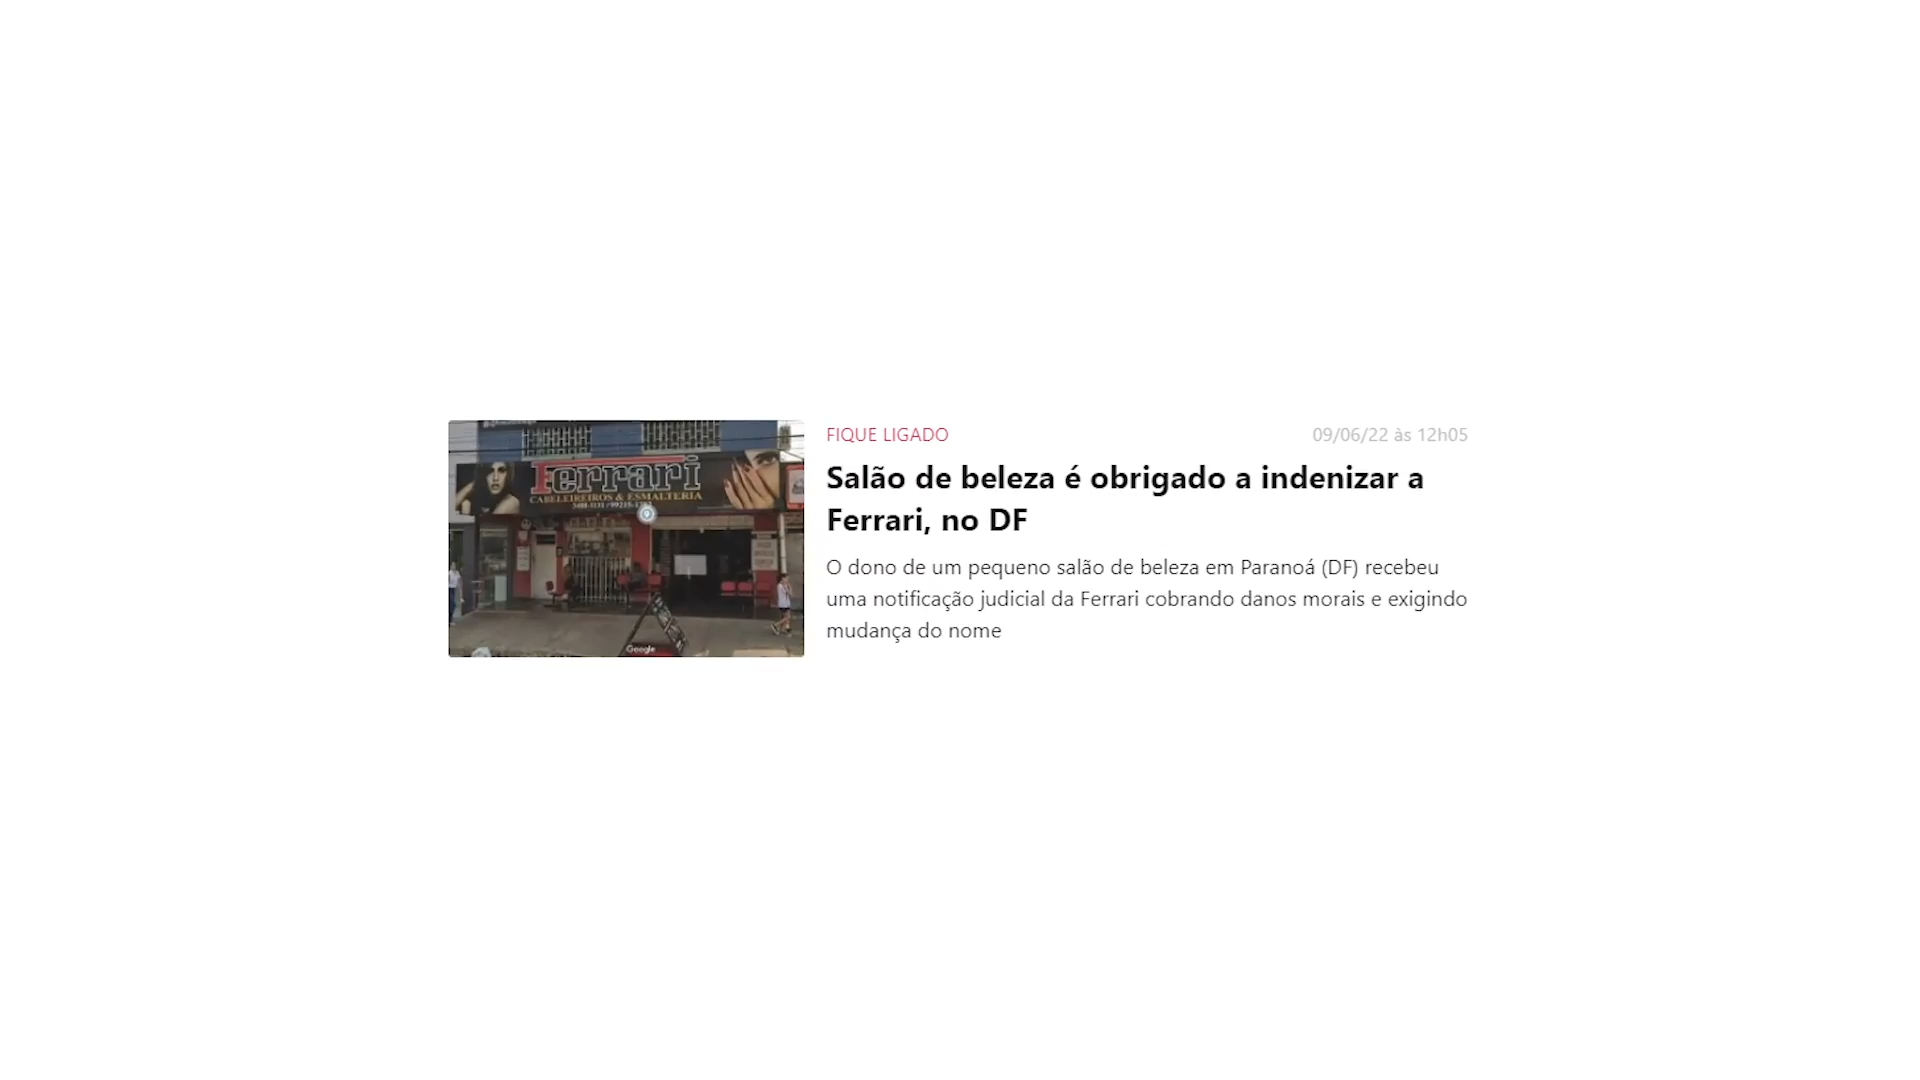 FIQUE LIGADO
09/06/22 às 12h05
Salão de beleza é obrigado a indenizar a
Ferrari, no DF
O dono de um pequeno salão de beleza em Paranoá (DF) recebeu
uma notificação judicial da Ferrari cobrando danos morais e exigindo
mudança do nome
Ferrari
CABELEIREIROS & ESMALTERIA
Google